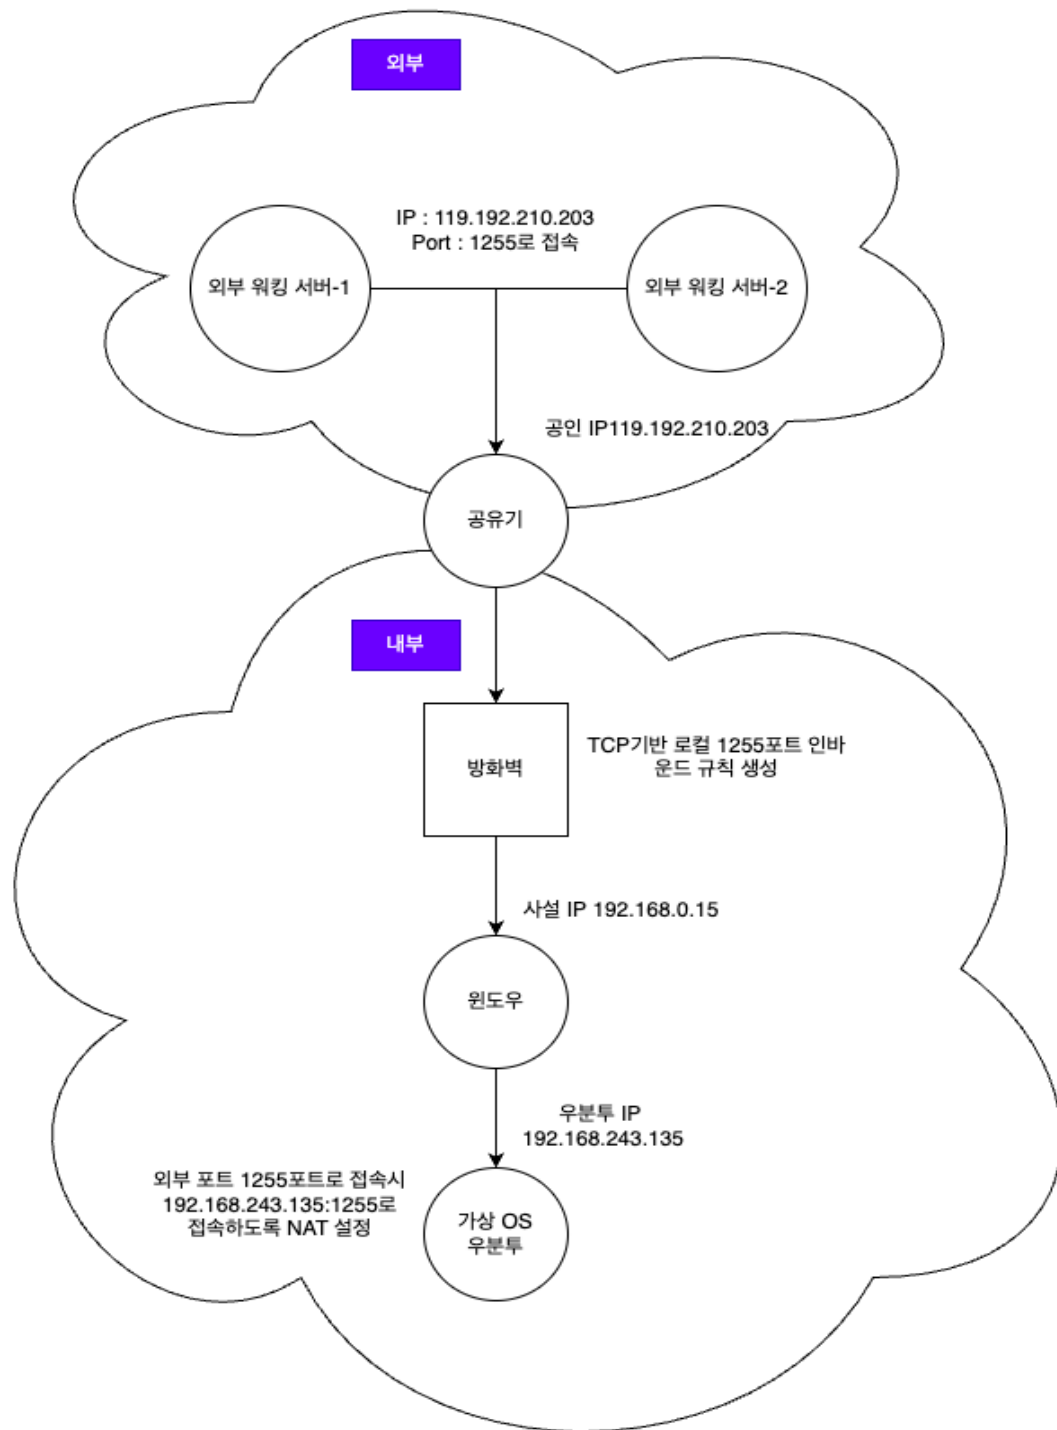 외부
IP : 119.192.210.203
Port : 1255로 접속
외부 워킹 서버-1
외부 워킹 서버-2
공인 IP119.192.210.203
공유기
내부
방화벽
TCP기반 로컬 1255포트 인바
운드 규칙 생성
사설 IP 192.168.0.15
윈도우
우분투 IP
192.168.243.135
외부 포트 1255포트로 접속시
192.168.243.135:1255로
접속하도록 NAT 설정
가상 OS
우분투